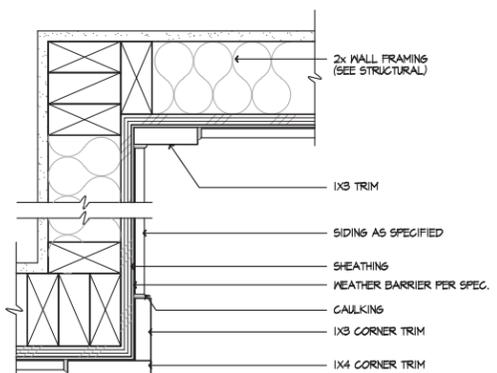 2x WALL FRAMING
(SEE STRUCTURAL)
1X3 TRIM
SIDING AS SPECIFIED
SHEATHING
WEATHER BARRIER PER SPEC.
CAULKING
1X3 CORNER TRIM
1X4 CORNER TRIM